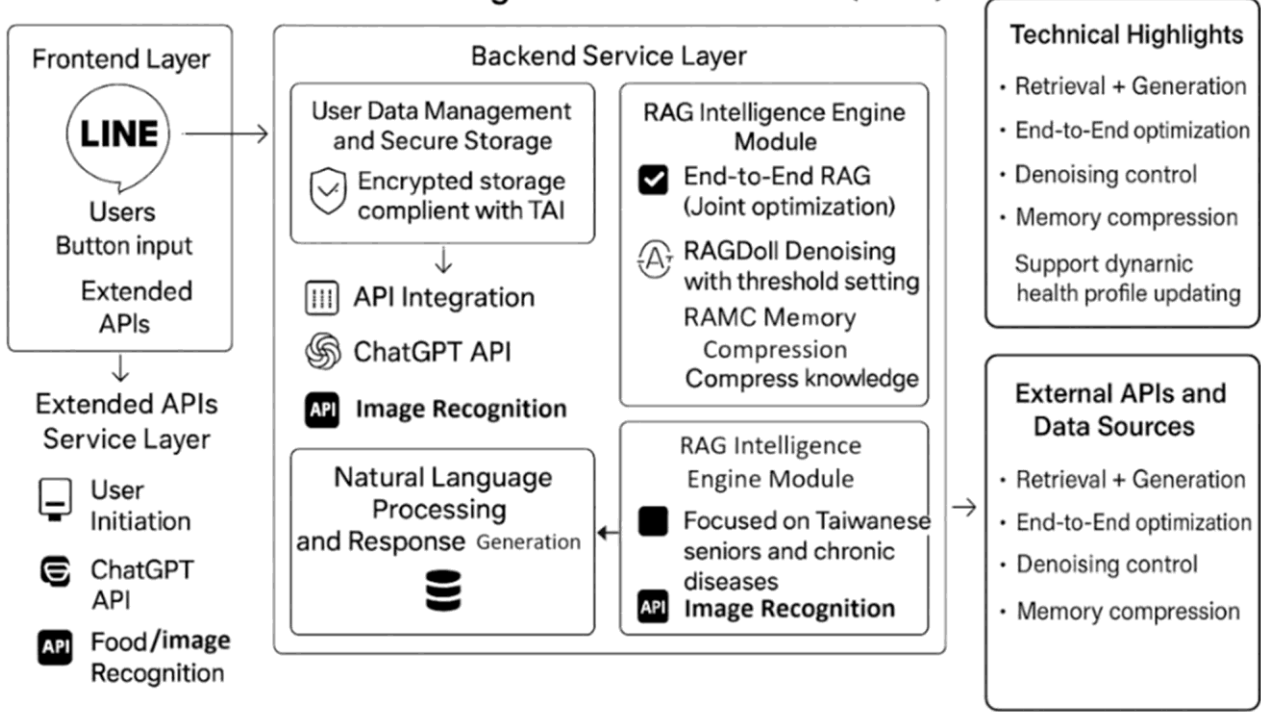 Frontend Layer
LINE
Users
Button input
Extended
APIs
Extended APIs
Service Layer
User
Initiation
ChatGPT
API
API
Food/image
Recognition
Backend Service Layer
User Data Management
and Secure Storage
Encrypted storage
complient with TAI
API Integration
ChatGPT API
API
Image Recognition
Natural Language
Processing
and Response Generation
RAG Intelligence Engine
Module
End-to-End RAG
(Joint optimization)
A
RAGDoll Denoising
with threshold setting
RAMC Memory
Compression
Compress knowledge
RAG Intelligence
Engine Module
Focused on Taiwanese
seniors and chronic
diseases
API
Image Recognition
Technical Highlights
• Retrieval + Generation
• End-to-End optimization
• Denoising control
• Memory compression
Support dynarnic
health profile updating
External APIs and
Data Sources
• Retrieval + Generation
• End-to-End optimization
• Denoising control
• Memory compression